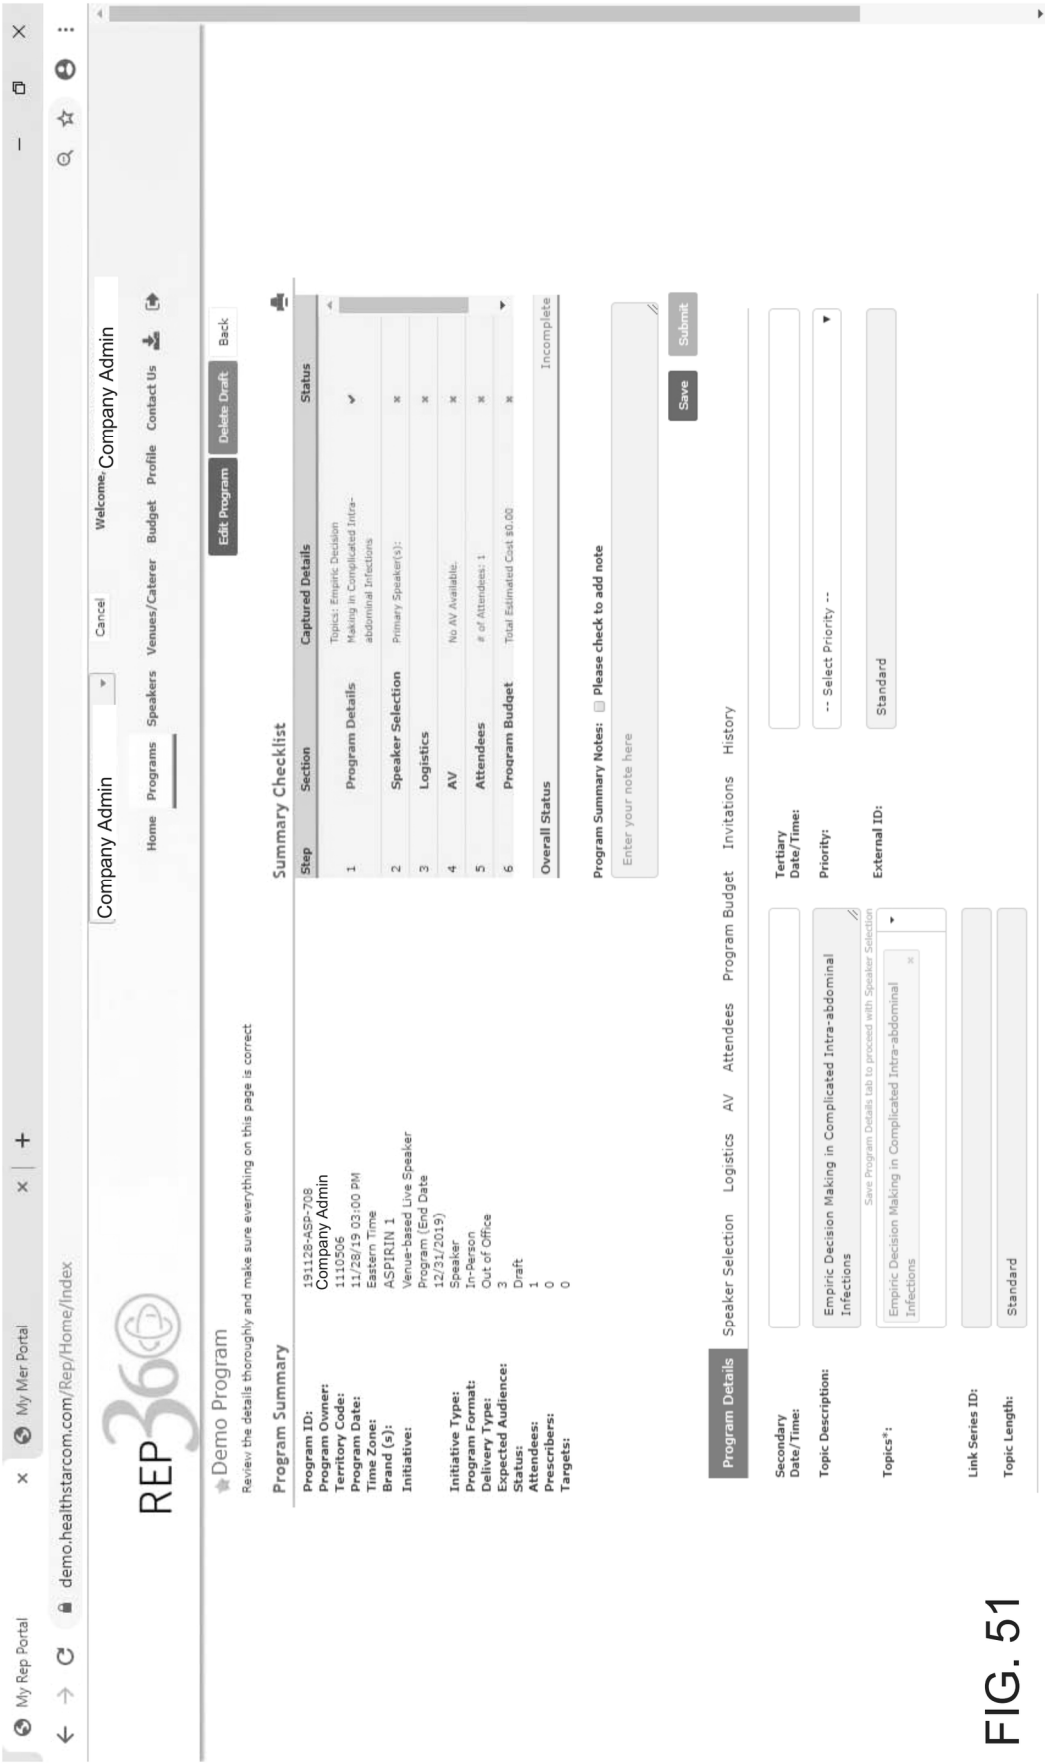 My Rep Portal
My Mer Portal
demo.healthstarcom.com/Rep/Home/Index
Company Admin
Cancel
Welcome, Company Admin
REP360
Home Programs Speakers Venues/Caterer Budget Profile Contact Us
Demo Program
Edit Program Delete Draft Back
Review the details thoroughly and make sure everything on this page is correct
Program Summary
Program ID: 191128-ASP-708
Program Owner: Company Admin
Territory Code: 1110506
Program Date: 11/28/19 03:00 PM
Time Zone: Eastern Time
Brand (s): ASPIRIN 1
Initiative: Venue-based Live Speaker
Program (End Date
12/31/2019)
Initiative Type: Speaker
Program Format: In-Person
Delivery Type: Out of Office
Expected Audience: 3
Status: Draft
Attendees: 1
Prescribers: 0
Targets: 0
Summary Checklist
Step Section Captured Details Status
1 Program Details Topics: Empiric Decision
Making in Complicated Intra-
abdominal Infections
2 Speaker Selection Primary Speaker(s):
3 Logistics
4 AV No AV Available.
5 Attendees # of Attendees: 1
6 Program Budget Total Estimated Cost $0.00
Overall Status Incomplete
Program Summary Notes: Please check to add note
Enter your note here
Save Submit
Program Details Speaker Selection Logistics AV Attendees Program Budget Invitations History
Secondary
Date/Time:
Tertiary
Date/Time:
Topic Description: Empiric Decision Making in Complicated Intra-abdominal
Infections
Priority: -- Select Priority --
Save Program Details tab to proceed with Speaker Selection
Topics*: Empiric Decision Making in Complicated Intra-abdominal
Infections
External ID: Standard
Link Series ID:
Topic Length: Standard
FIG. 51